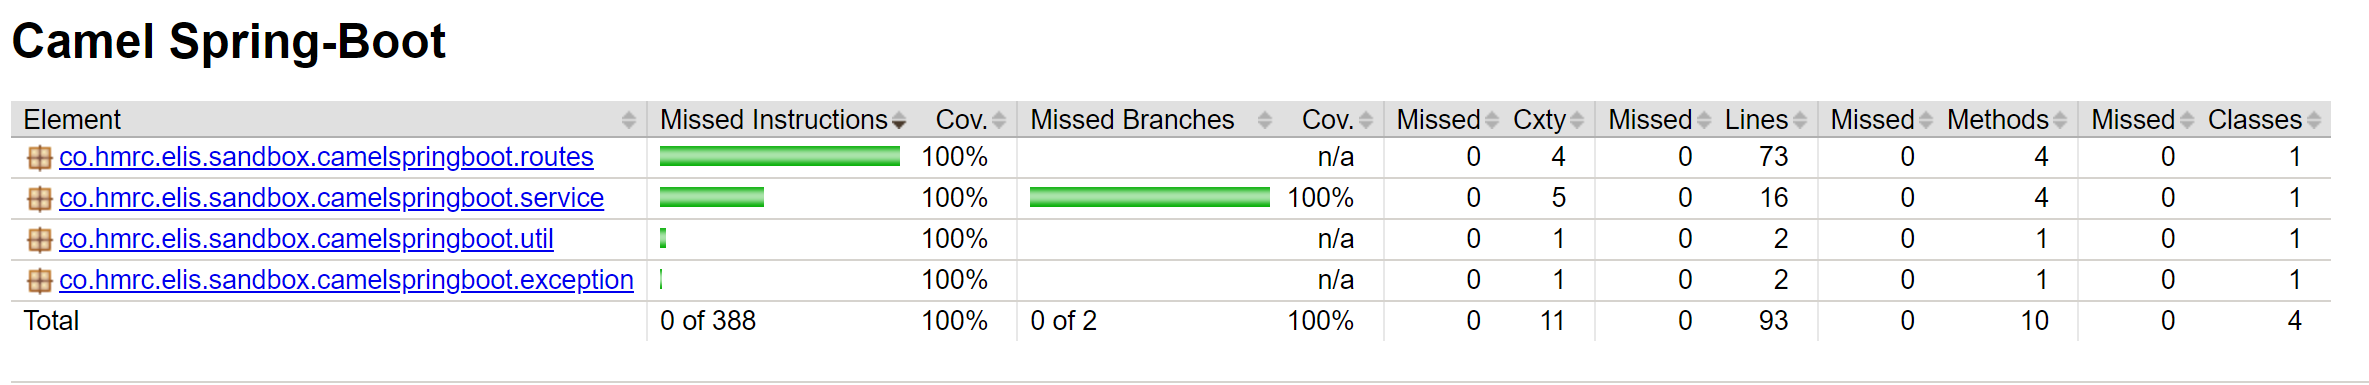 Camel Spring-Boot
Element Missed Instructions Cov. Missed Branches Cov. Missed Cxty Missed Lines Missed Methods Missed Classes
co.hmrc.elis.sandbox.camelspringboot.routes 100% n/a 0 4 0 73 0 4 0 1
co.hmrc.elis.sandbox.camelspringboot.service 100% 100% 0 5 0 16 0 4 0 1
co.hmrc.elis.sandbox.camelspringboot.util 100% n/a 0 1 0 2 0 1 0 1
co.hmrc.elis.sandbox.camelspringboot.exception 100% n/a 0 1 0 2 0 1 0 1
Total 0 of 388 100% 0 of 2 100% 0 11 0 93 0 10 0 4